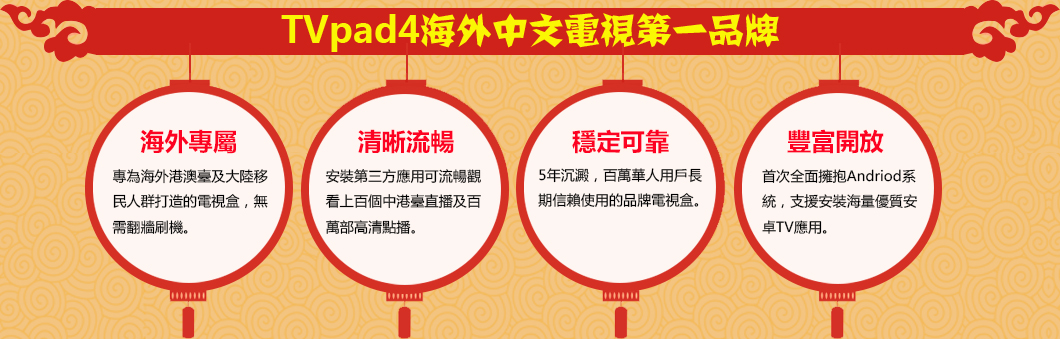 TVpad4海外中文電視第一品牌
海外專屬
專為海外港澳臺及大陸移
民人群打造的電視盒，無
需翻牆刷機。
清晰流暢
安裝第三方應用可流暢觀
看上百個中港臺直播及百
萬部高清點播。
穩定可靠
5年沉澱，百萬華人用戶長
期信賴使用的品牌電視盒。
豐富開放
首次全面擁抱Andriod系
統，支援安裝海量優質安
卓TV應用。